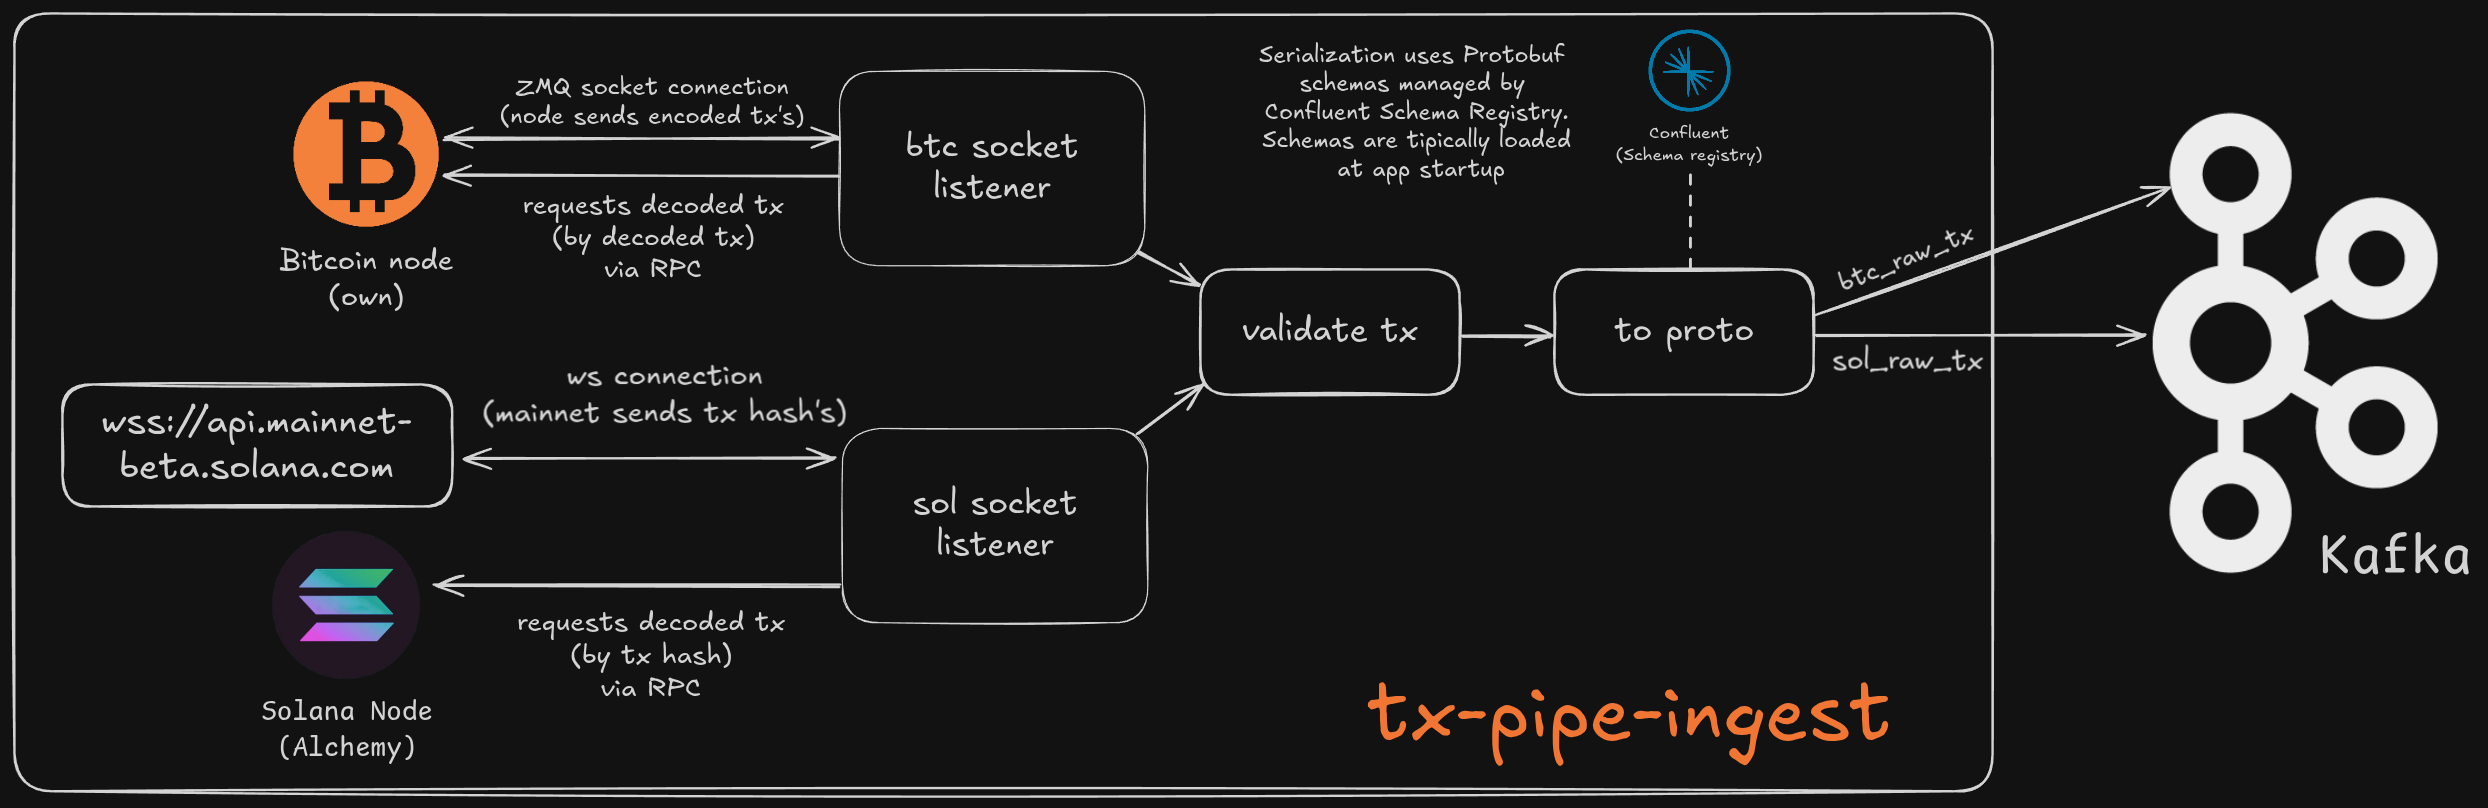 ZMQ socket connection
(node sends encoded tx's)
requests decoded tx
(by decoded tx)
via RPC
Bitcoin node
(own)
btc socket
listener
Serialization uses Protobuf
schemas managed by
Confluent Schema Registry.
Schemas are tipically loaded
at app startup
Confluent
(Schema registry)
validate tx
to proto
btc_raw_tx
sol_raw_tx
Kafka
wss://api.mainnet-
beta.solana.com
ws connection
(mainnet sends tx hash's)
sol socket
listener
requests decoded tx
(by tx hash)
via RPC
Solana Node
(Alchemy)
tx-pipe-ingest